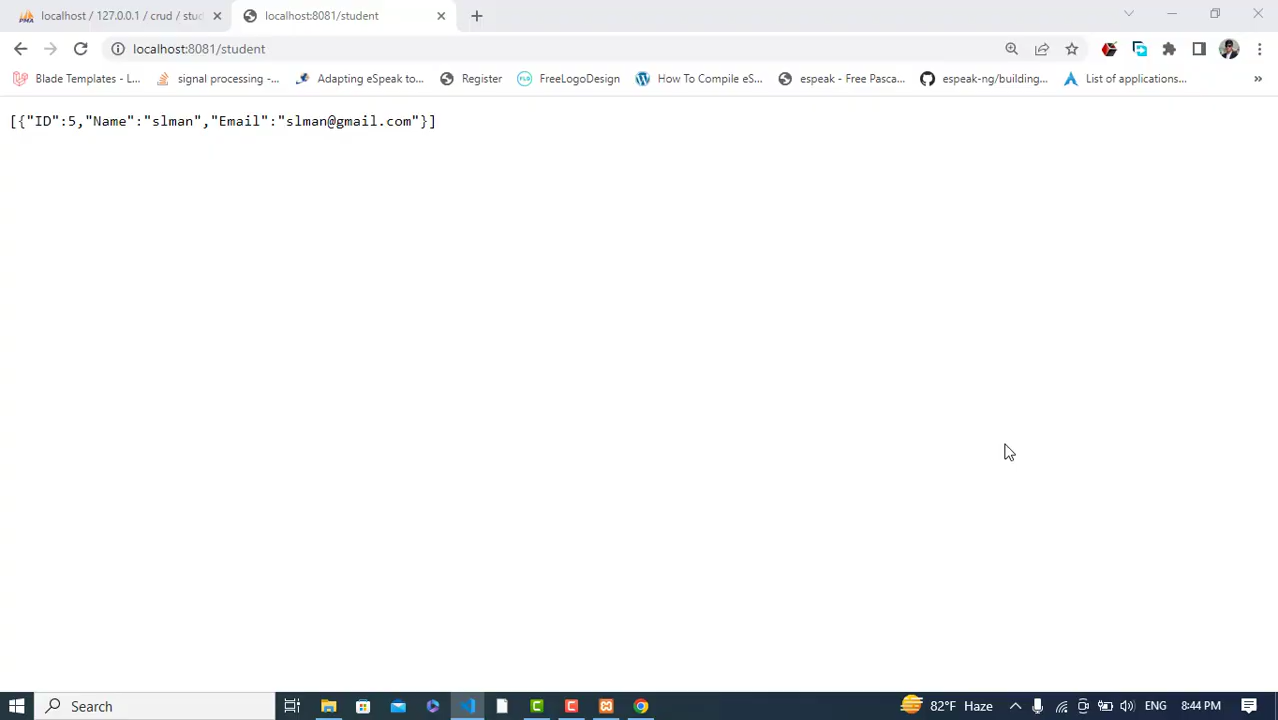 localhost / 127.0.0.1 / crud / stuc
localhost:8081/student
localhost:8081/student
Blade Templates - L...
signal processing -...
Adapting eSpeak to...
Register
FreeLogoDesign
How To Compile eS...
espeak - Free Pasca...
espeak-ng/building...
List of applications...
»
[{"ID":5,"Name":"slman","Email":"slman@gmail.com"}]
Search
82°F Haze
ENG
8:44 PM